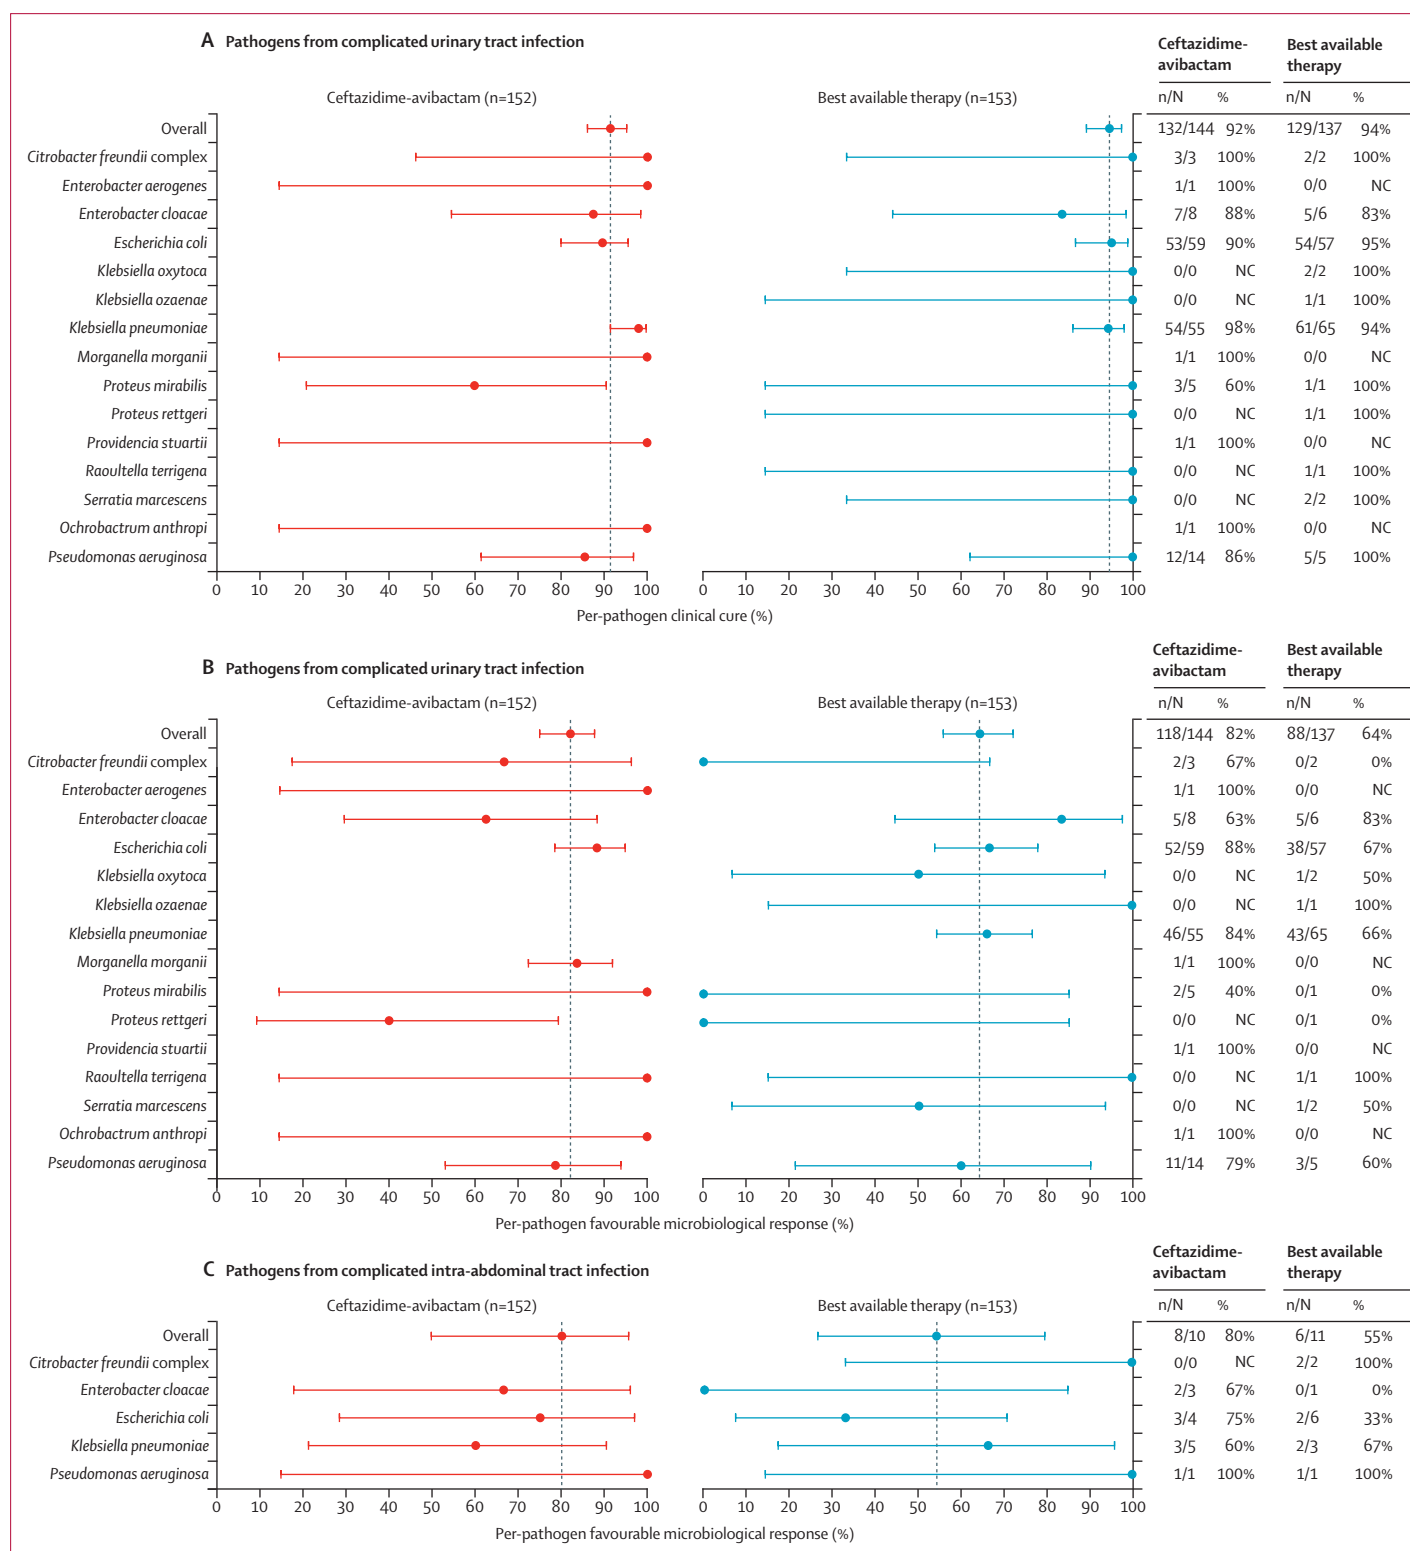 A Pathogens from complicated urinary tract infection
Ceftazidime-avibactam
Best available therapy
Ceftazidime-avibactam (n=152)
Best available therapy (n=153)
n/N % n/N %
Overall 132/144 92% 129/137 94%
Citrobacter freundii complex 3/3 100% 2/2 100%
Enterobacter aerogenes 1/1 100% 0/0 NC
Enterobacter cloacae 7/8 88% 5/6 83%
Escherichia coli 53/59 90% 54/57 95%
Klebsiella oxytoca 0/0 NC 2/2 100%
Klebsiella ozaenae 0/0 NC 1/1 100%
Klebsiella pneumoniae 54/55 98% 61/65 94%
Morganella morganii 1/1 100% 0/0 NC
Proteus mirabilis 3/5 60% 1/1 100%
Proteus rettgeri 0/0 NC 1/1 100%
Providencia stuartii 1/1 100% 0/0 NC
Raoultella terrigena 0/0 NC 1/1 100%
Serratia marcescens 0/0 NC 2/2 100%
Ochrobactrum anthropi 1/1 100% 0/0 NC
Pseudomonas aeruginosa 12/14 86% 5/5 100%
0 10 20 30 40 50 60 70 80 90 100 0 10 20 30 40 50 60 70 80 90 100
Per-pathogen clinical cure (%)
B Pathogens from complicated urinary tract infection
Ceftazidime-avibactam
Best available therapy
Ceftazidime-avibactam (n=152)
Best available therapy (n=153)
n/N % n/N %
Overall 118/144 82% 88/137 64%
Citrobacter freundii complex 2/3 67% 0/2 0%
Enterobacter aerogenes 1/1 100% 0/0 NC
Enterobacter cloacae 5/8 63% 5/6 83%
Escherichia coli 52/59 88% 38/57 67%
Klebsiella oxytoca 0/0 NC 1/2 50%
Klebsiella ozaenae 0/0 NC 1/1 100%
Klebsiella pneumoniae 46/55 84% 43/65 66%
Morganella morganii 1/1 100% 0/0 NC
Proteus mirabilis 2/5 40% 0/1 0%
Proteus rettgeri 0/0 NC 0/1 0%
Providencia stuartii 1/1 100% 0/0 NC
Raoultella terrigena 0/0 NC 1/1 100%
Serratia marcescens 0/0 NC 1/2 50%
Ochrobactrum anthropi 1/1 100% 0/0 NC
Pseudomonas aeruginosa 11/14 79% 3/5 60%
0 10 20 30 40 50 60 70 80 90 100 0 10 20 30 40 50 60 70 80 90 100
Per-pathogen favourable microbiological response (%)
C Pathogens from complicated intra-abdominal tract infection
Ceftazidime-avibactam
Best available therapy
Ceftazidime-avibactam (n=152)
Best available therapy (n=153)
n/N % n/N %
Overall 8/10 80% 6/11 55%
Citrobacter freundii complex 0/0 NC 2/2 100%
Enterobacter cloacae 2/3 67% 0/1 0%
Escherichia coli 3/4 75% 2/6 33%
Klebsiella pneumoniae 3/5 60% 2/3 67%
Pseudomonas aeruginosa 1/1 100% 1/1 100%
0 10 20 30 40 50 60 70 80 90 100 0 10 20 30 40 50 60 70 80 90 100
Per-pathogen favourable microbiological response (%)